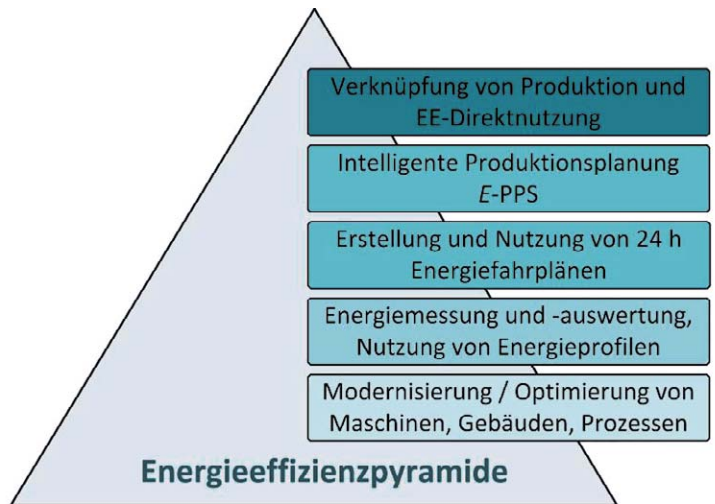 Verknüpfung von Produktion und
EE-Direktnutzung
Intelligente Produktionsplanung
E-PPS
Erstellung und Nutzung von 24 h
Energiefahrplänen
Energiemessung und -auswertung,
Nutzung von Energieprofilen
Modernisierung / Optimierung von
Maschinen, Gebäuden, Prozessen
Energieeffizienzpyramide